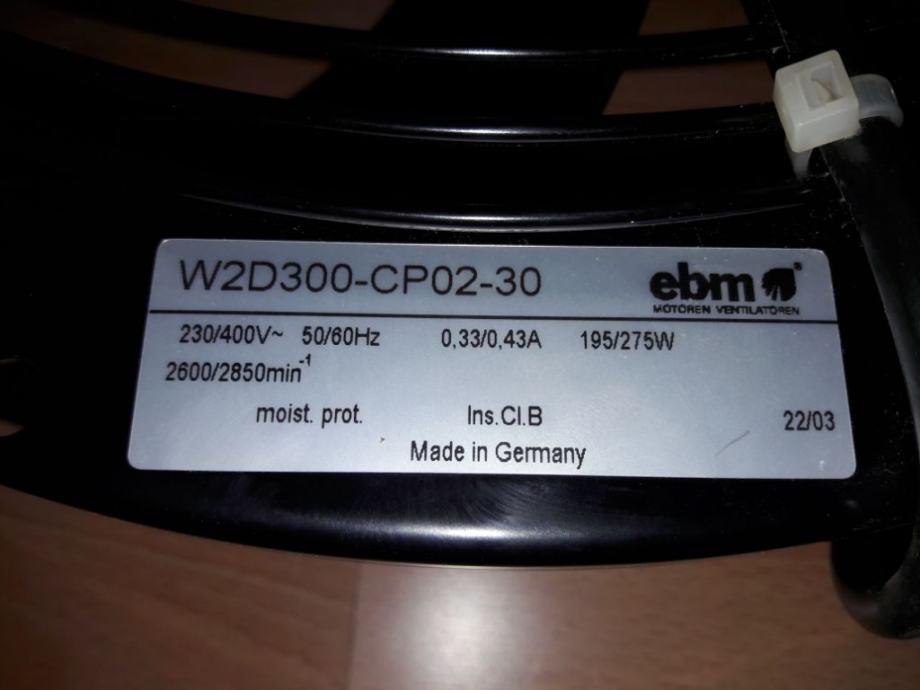 W2D300-CP02-30
ebm
MOTOREN VENTILATOREN
230/400V~ 50/60Hz 0,33/0,43A 195/275W
2600/2850min⁻¹
moist. prot. Ins.Cl.B 22/03
Made in Germany